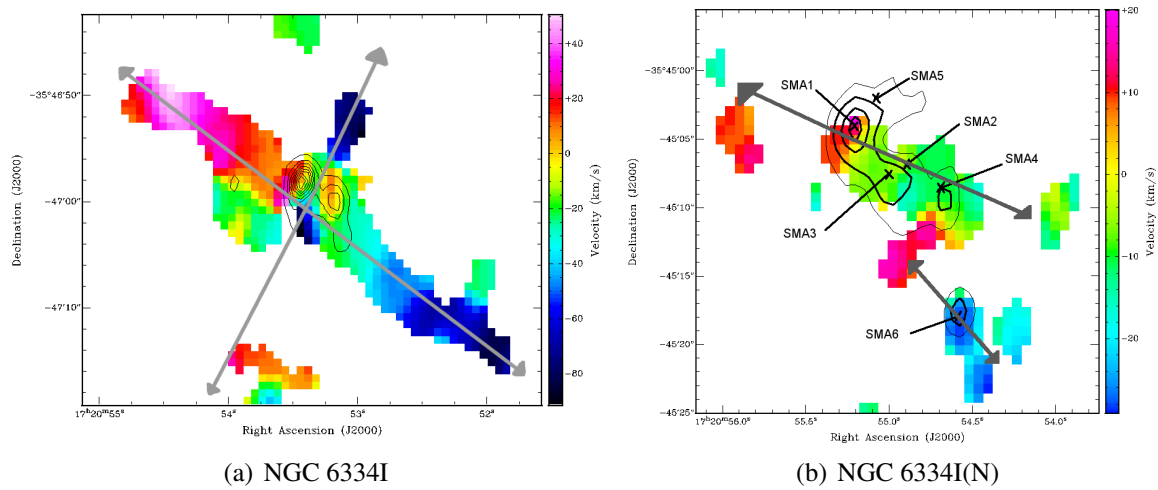 +40
+20
0
-20
-40
-60
-80
Velocity (km/s)
Declination (J2000)
-35°46'50"
-47'00"
-47'10"
17ʰ20ᵐ55ˢ
54ˢ
53ˢ
52ˢ
Right Ascension (J2000)
(a) NGC 6334I
+20
+10
0
-10
-20
Velocity (km/s)
Declination (J2000)
-35°45'00"
-45'05"
-45'10"
-45'15"
-45'20"
-45'25"
SMA1
SMA5
SMA2
SMA4
SMA3
SMA6
17ʰ20ᵐ56.0ˢ
55.5ˢ
55.0ˢ
54.5ˢ
54.0ˢ
Right Ascension (J2000)
(b) NGC 6334I(N)